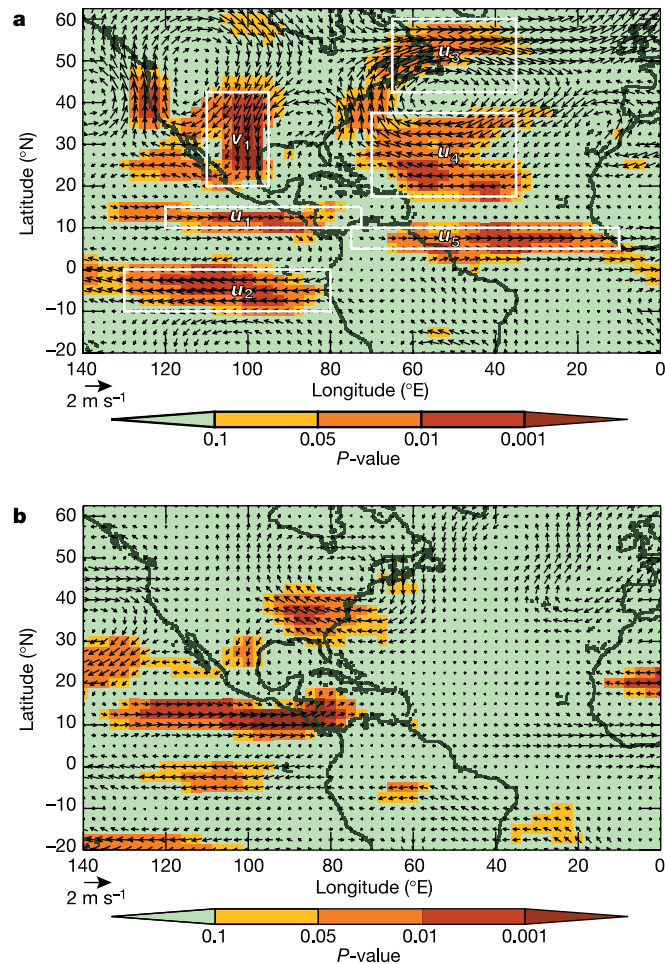 a
60
50
40
30
20
10
0
–10
–20
Latitude (°N)
v1
u3
u4
u1
u5
u2
140 120 100 80 60 40 20 0
Longitude (°E)
2 m s–1
0.1 0.05 0.01 0.001
P-value
b
60
50
40
30
20
10
0
–10
–20
Latitude (°N)
140 120 100 80 60 40 20 0
Longitude (°E)
2 m s–1
0.1 0.05 0.01 0.001
P-value